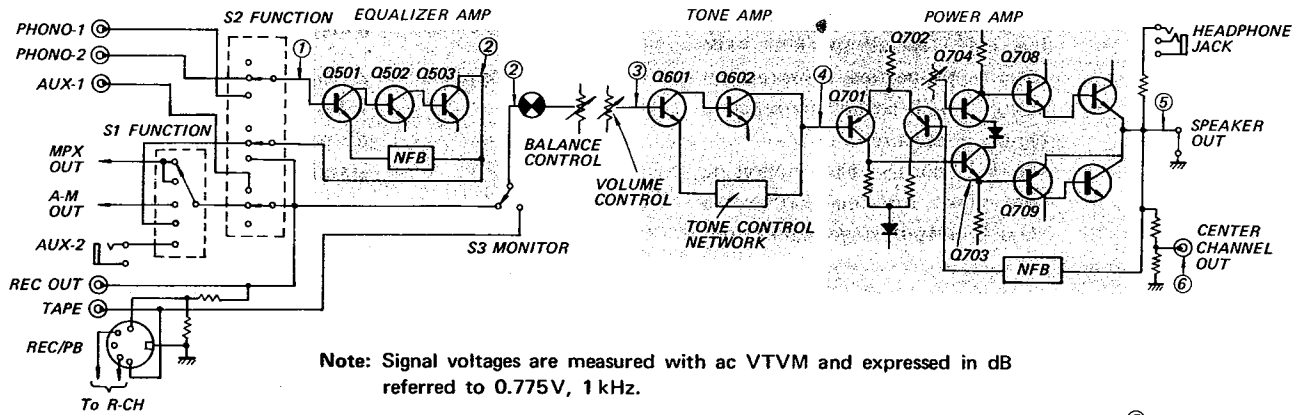 S2 FUNCTION
EQUALIZER AMP
TONE AMP
POWER AMP
PHONO-1
PHONO-2
AUX-1
①
②
Q501
Q502
Q503
②
③
Q601
Q602
④
Q701
Q702
Q704
Q708
HEADPHONE
JACK
⑤
SPEAKER
OUT
S1 FUNCTION
MPX
OUT
A-M
OUT
AUX-2
REC OUT
TAPE
REC/PB
To R-CH
NFB
BALANCE
CONTROL
VOLUME
CONTROL
S3 MONITOR
TONE CONTROL
NETWORK
Q703
Q709
NFB
CENTER
CHANNEL
OUT
⑥
Note: Signal voltages are measured with ac VTVM and expressed in dB
referred to 0.775V, 1 kHz.